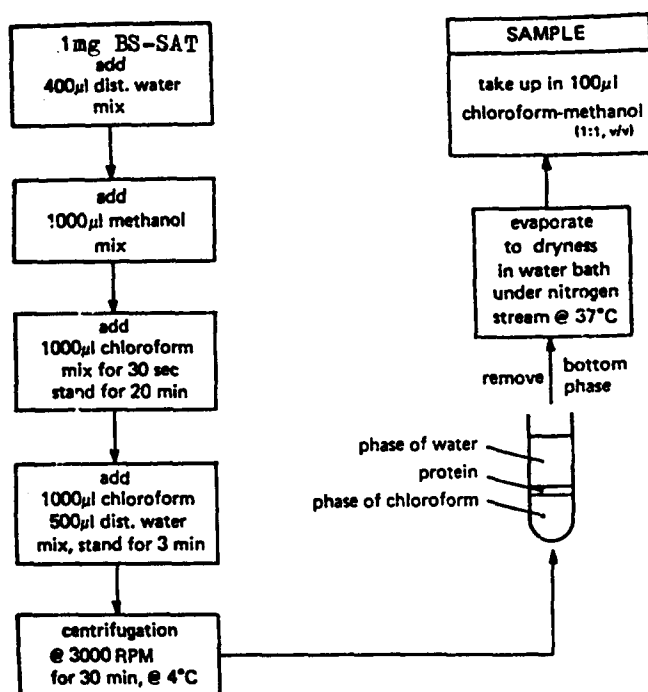 1mg BS-SAT
add
400µl dist. water
mix
add
1000µl methanol
mix
add
1000µl chloroform
mix for 30 sec
stand for 20 min
add
1000µl chloroform
500µl dist. water
mix, stand for 3 min
centrifugation
@ 3000 RPM
for 30 min, @ 4°C
phase of water
protein
phase of chloroform
remove bottom
phase
evaporate
to dryness
in water bath
under nitrogen
stream @ 37°C
SAMPLE
take up in 100µl
chloroform-methanol
(1:1, v/v)